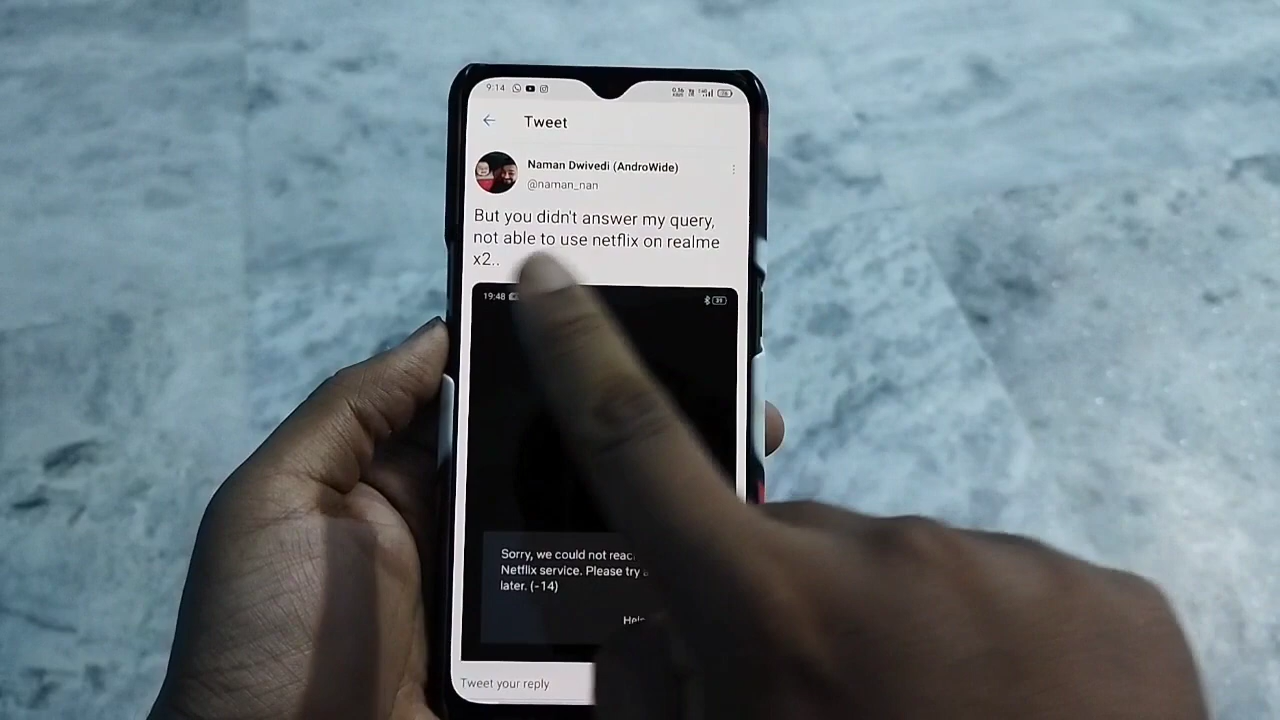 9:14
Tweet
Naman Dwivedi (AndroWide)
@naman_nan
But you didn't answer my query,
not able to use netflix on realme
x2..
19:48
Sorry, we could not
Netflix service. Please try
later. (-14)
Tweet your reply